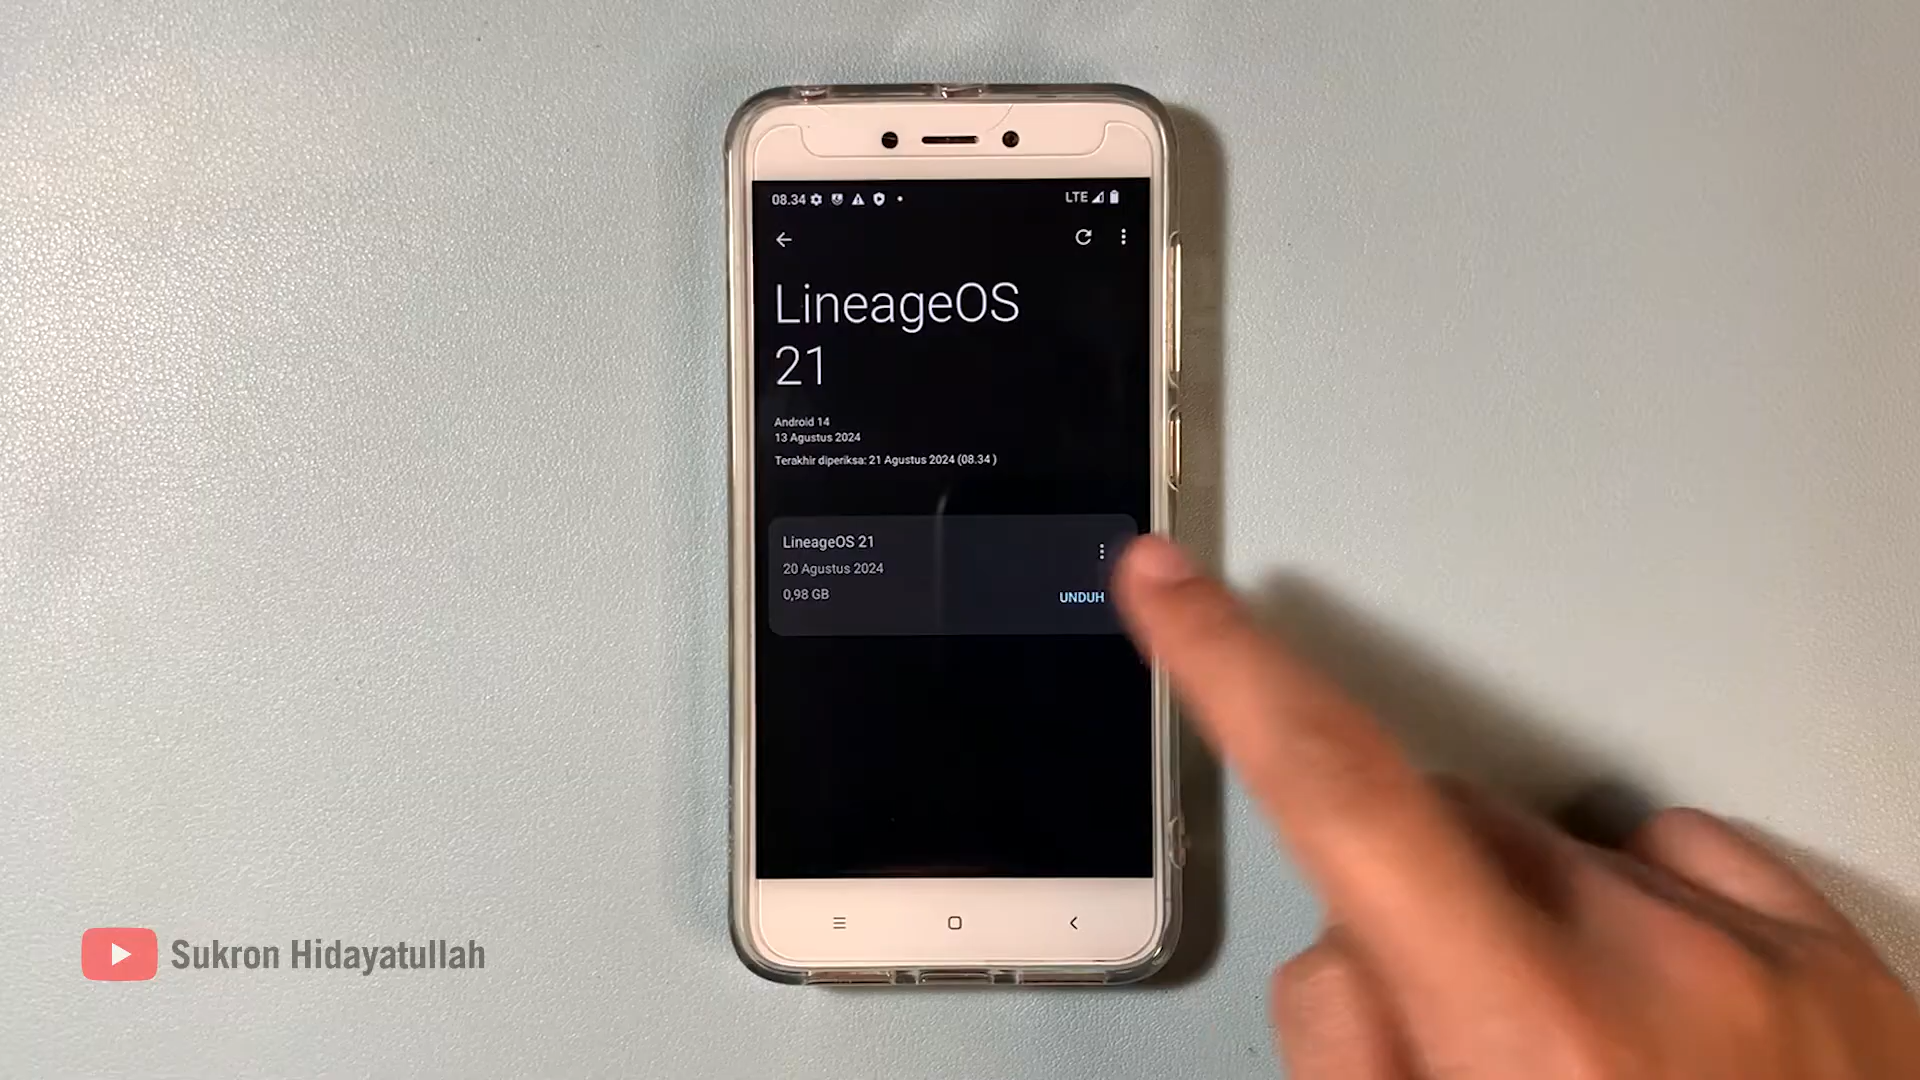 08.34
LTE
LineageOS
21
Android 14
13 Agustus 2024
Terakhir diperiksa: 21 Agustus 2024 (08.34 )
LineageOS 21
20 Agustus 2024
0,98 GB
UNDUH
Sukron Hidayatullah